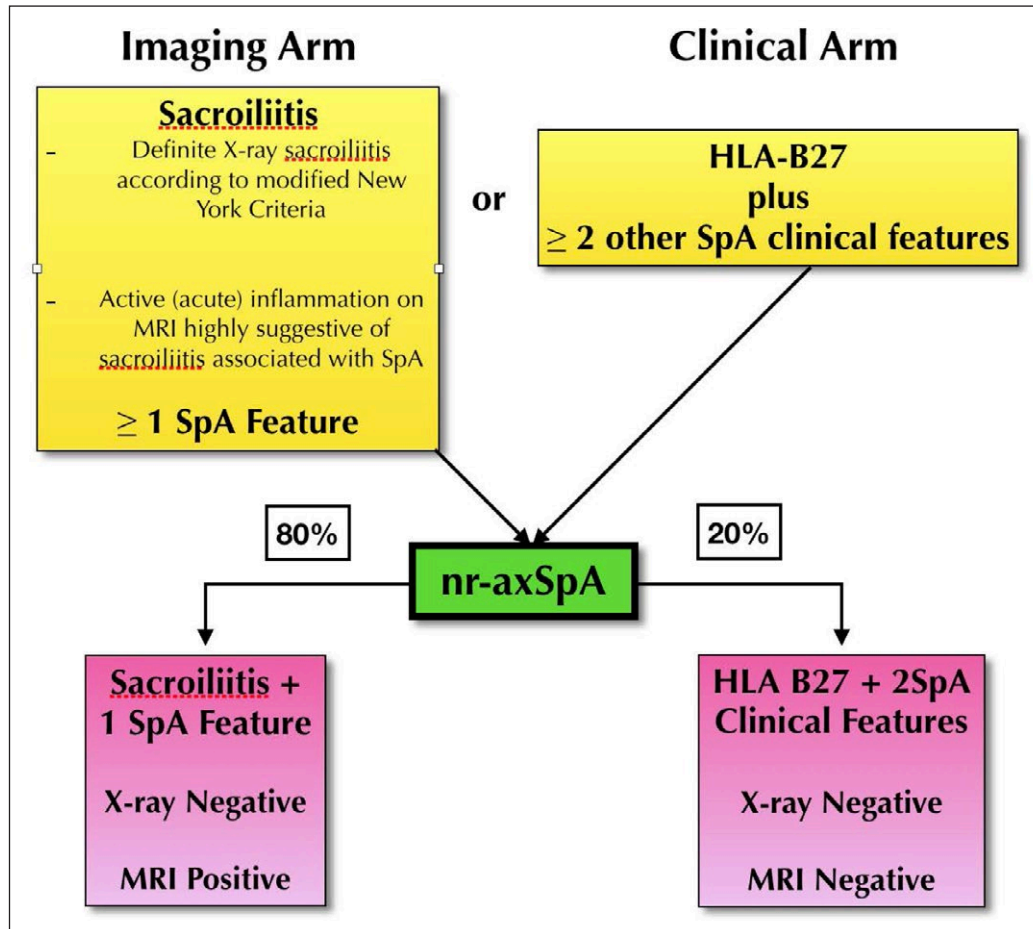 Imaging Arm
Clinical Arm
Sacroiliitis
- Definite X-ray sacroiliitis
according to modified New
York Criteria
- Active (acute) inflammation on
MRI highly suggestive of
sacroiliitis associated with SpA
≥ 1 SpA Feature
or
HLA-B27
plus
≥ 2 other SpA clinical features
80%
20%
nr-axSpA
Sacroiliitis +
1 SpA Feature
X-ray Negative
MRI Positive
HLA B27 + 2SpA
Clinical Features
X-ray Negative
MRI Negative